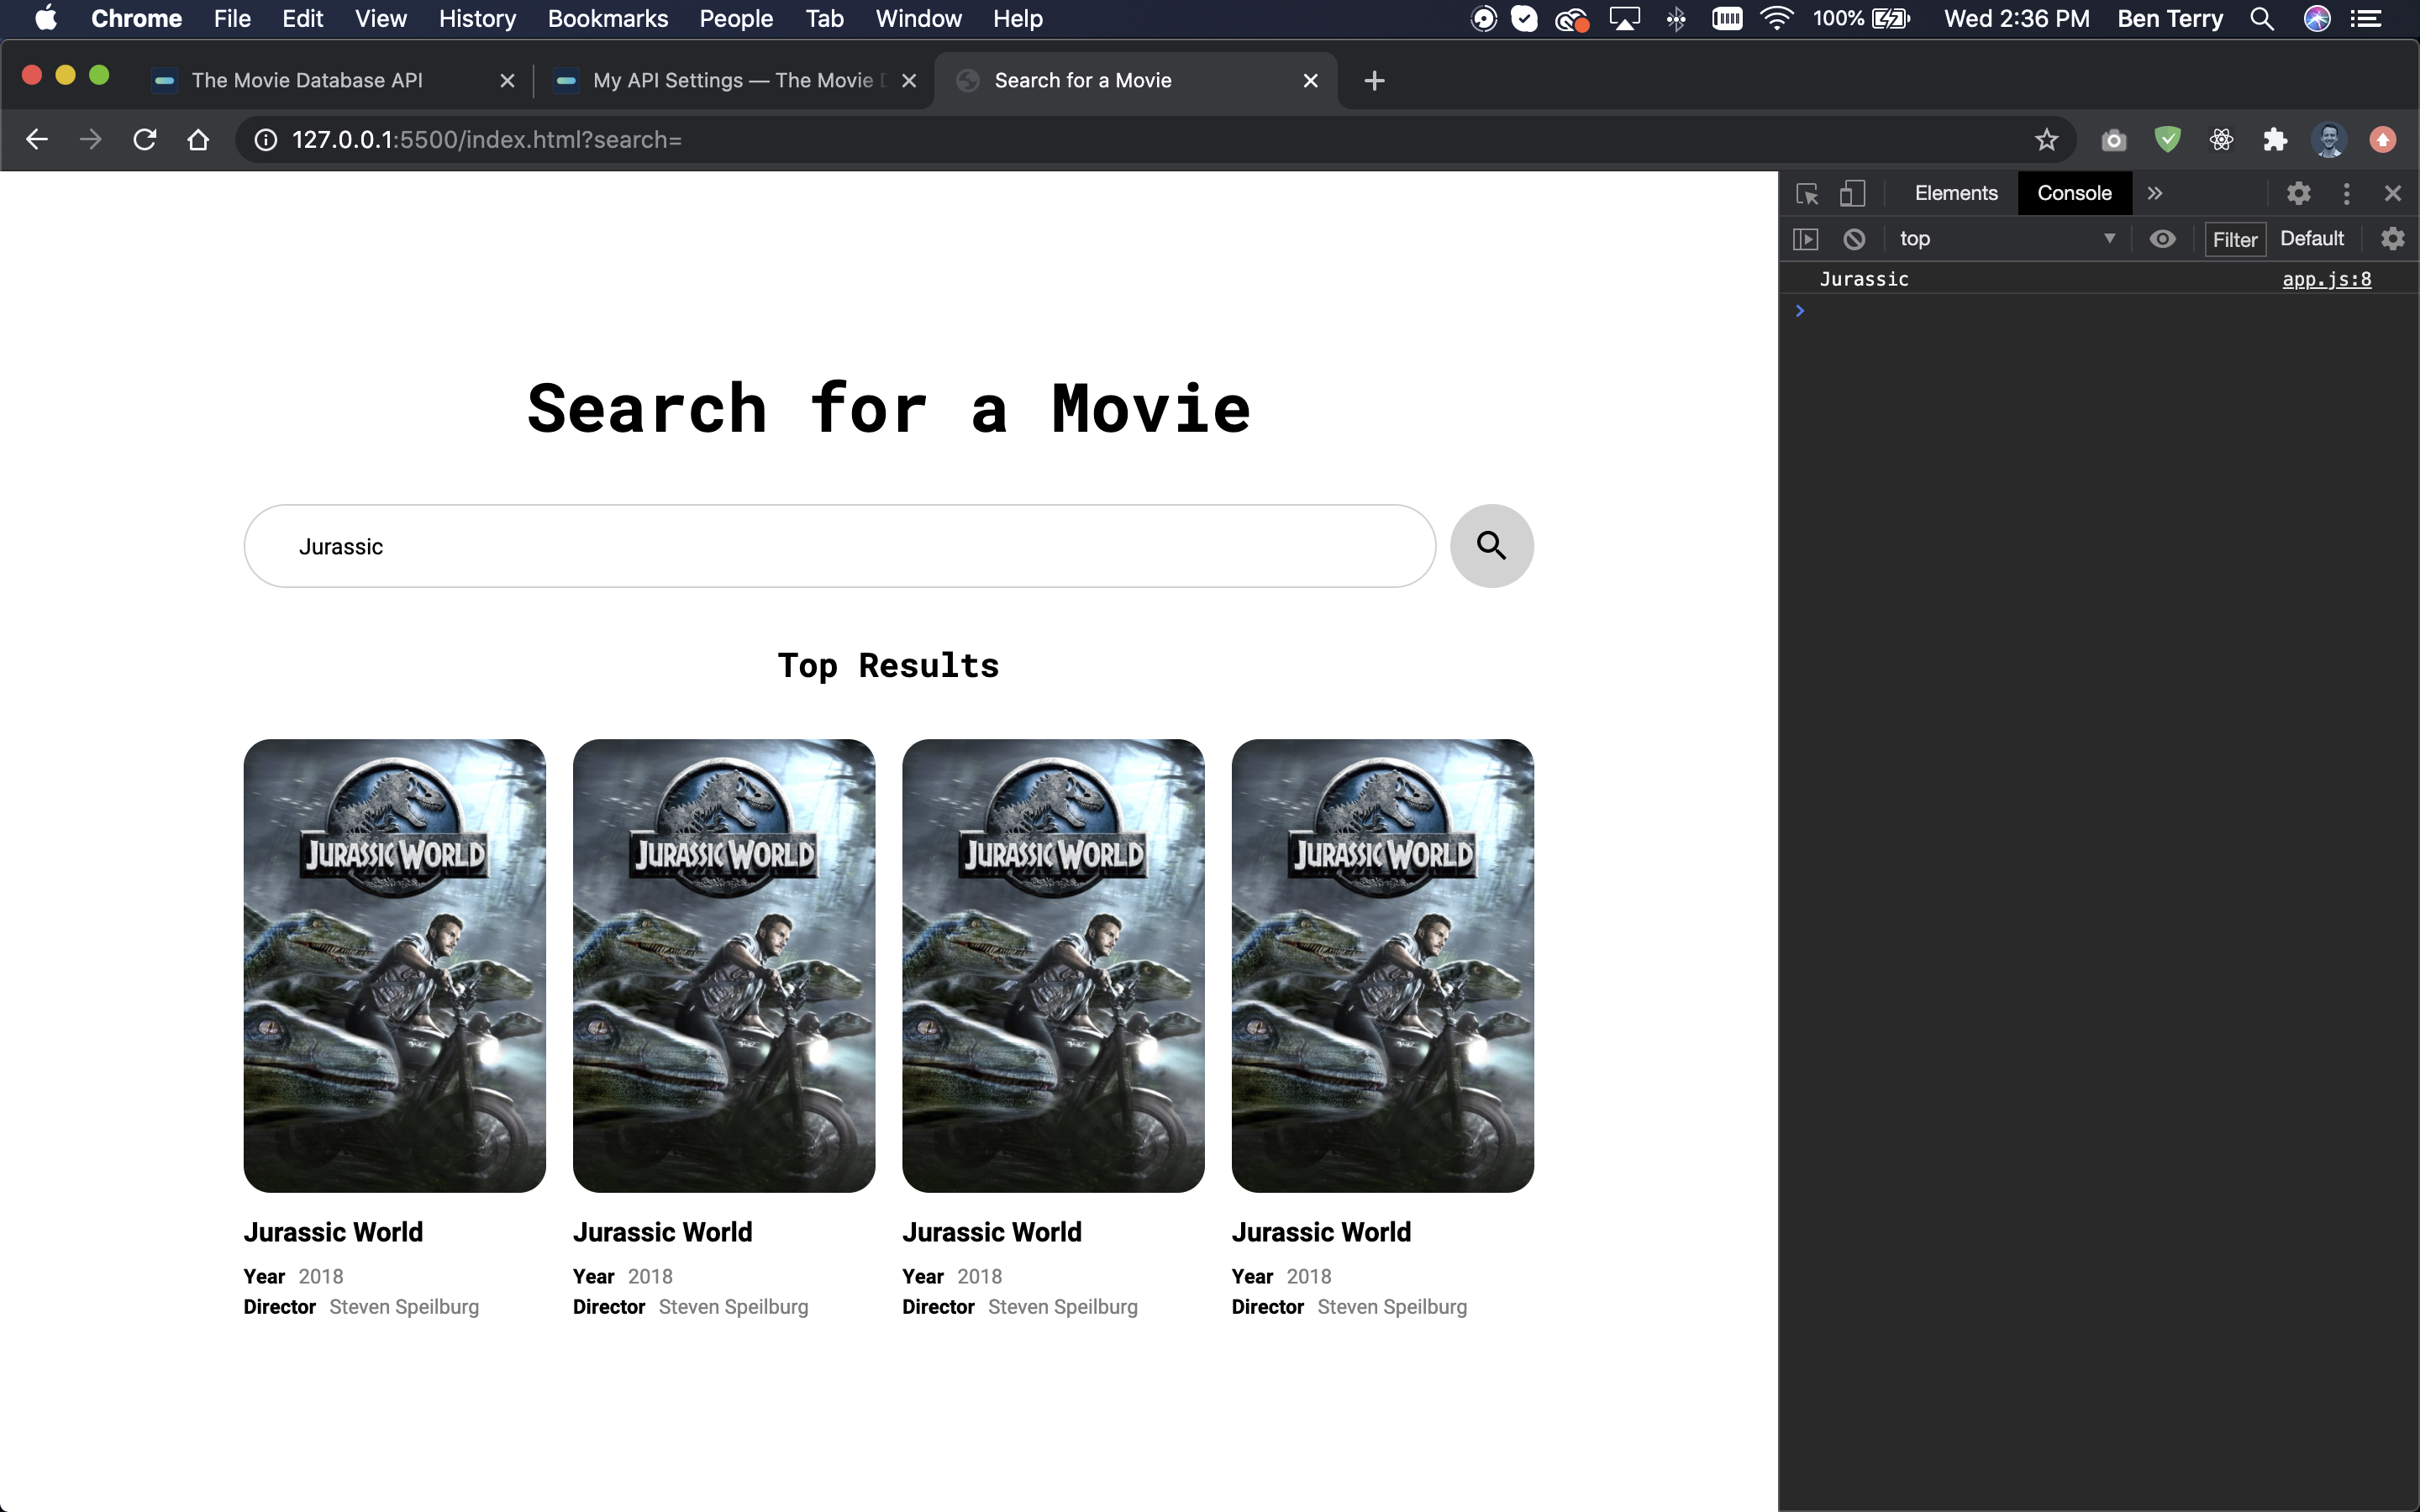 Chrome File Edit View History Bookmarks People Tab Window Help 100% Wed 2:36 PM Ben Terry
The Movie Database API My API Settings — The Movie Search for a Movie
127.0.0.1:5500/index.html?search=
Elements Console
top Filter Default
Jurassic app.js:8
Search for a Movie
Jurassic
Top Results
JURASSIC WORLD JURASSIC WORLD JURASSIC WORLD JURASSIC WORLD
Jurassic World Jurassic World Jurassic World Jurassic World
Year 2018 Year 2018 Year 2018 Year 2018
Director Steven Speilburg Director Steven Speilburg Director Steven Speilburg Director Steven Speilburg